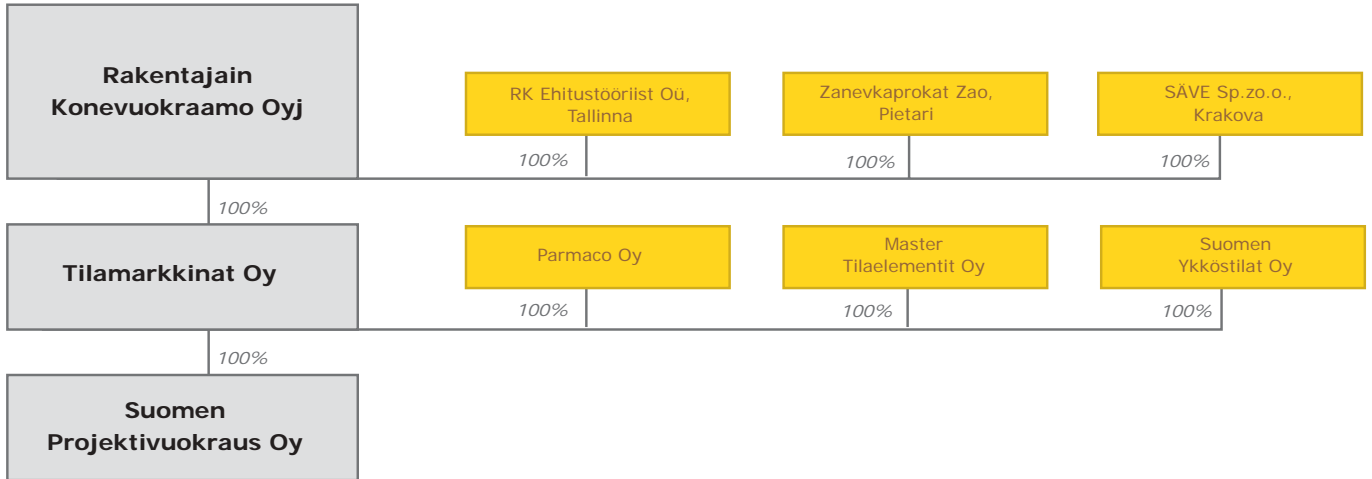 Rakentajain
Konevuokraamo Oyj
RK Ehitustööriist Oü,
Tallinna
Zanevkaprokat Zao,
Pietari
SÄVE Sp.zo.o.,
Krakova
100%
100%
100%
100%
Tilamarkkinat Oy
Parmaco Oy
Master
Tilaelementit Oy
Suomen
Ykköstilat Oy
100%
100%
100%
100%
Suomen
Projektivuokraus Oy